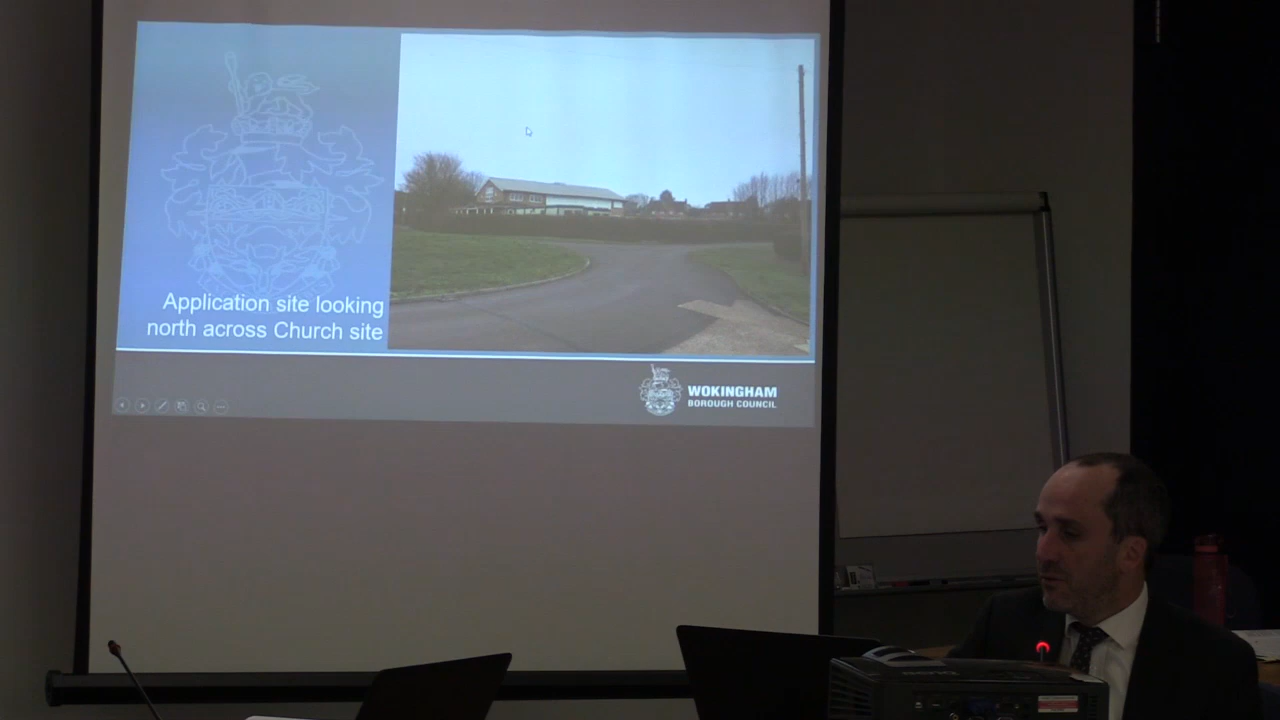 Application site looking
north across Church site
WOKINGHAM
BOROUGH COUNCIL